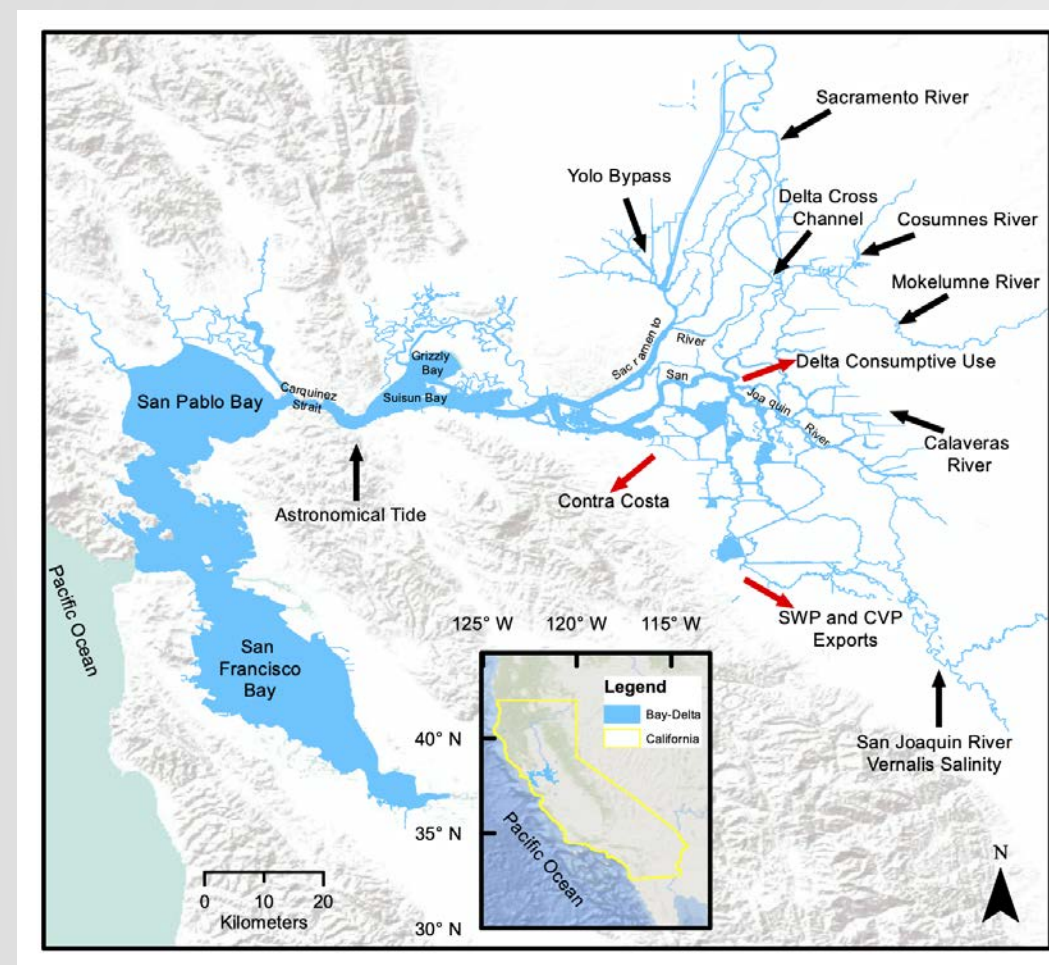 Sacramento River
Yolo Bypass
Delta Cross
Channel
Cosumnes River
Mokelumne River
Sacramento
River
Grizzly
Bay
San
Delta Consumptive Use
Carquinez
Strait
Suisun Bay
San Pablo Bay
Joaquin
River
Calaveras
River
Contra Costa
Astronomical Tide
Pacific Ocean
SWP and CVP
Exports
125° W 120° W 115° W
San
Francisco
Bay
Legend
Bay-Delta
California
40° N
San Joaquin River
Vernalis Salinity
35° N
Pacific Ocean
N
0 10 20
Kilometers
30° N